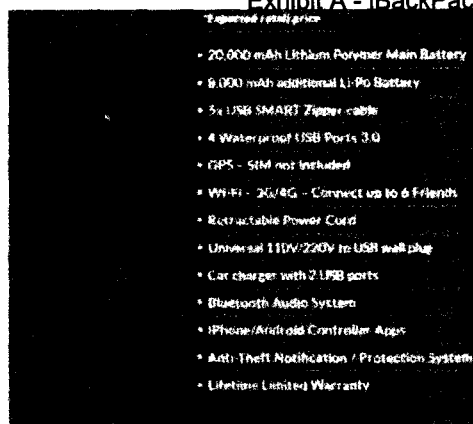 Exhibit A - iBackPac
*Expected retail price
• 20,000 mAh Lithium Polymer Main Battery
• 8,000 mAh additional Li-Po Battery
• 3x USB SMART Zipper cable
• 4 Waterproof USB Ports 3.0
• GPS - SIM not included
• Wi-Fi - 3G/4G - Connect up to 6 Friends
• Retractable Power Cord
• Universal 110V/220V to USB wall plug
• Car charger with 2 USB ports
• Bluetooth Audio System
• iPhone/Android Controller Apps
• Anti-Theft Notification / Protection System
• Lifetime Limited Warranty